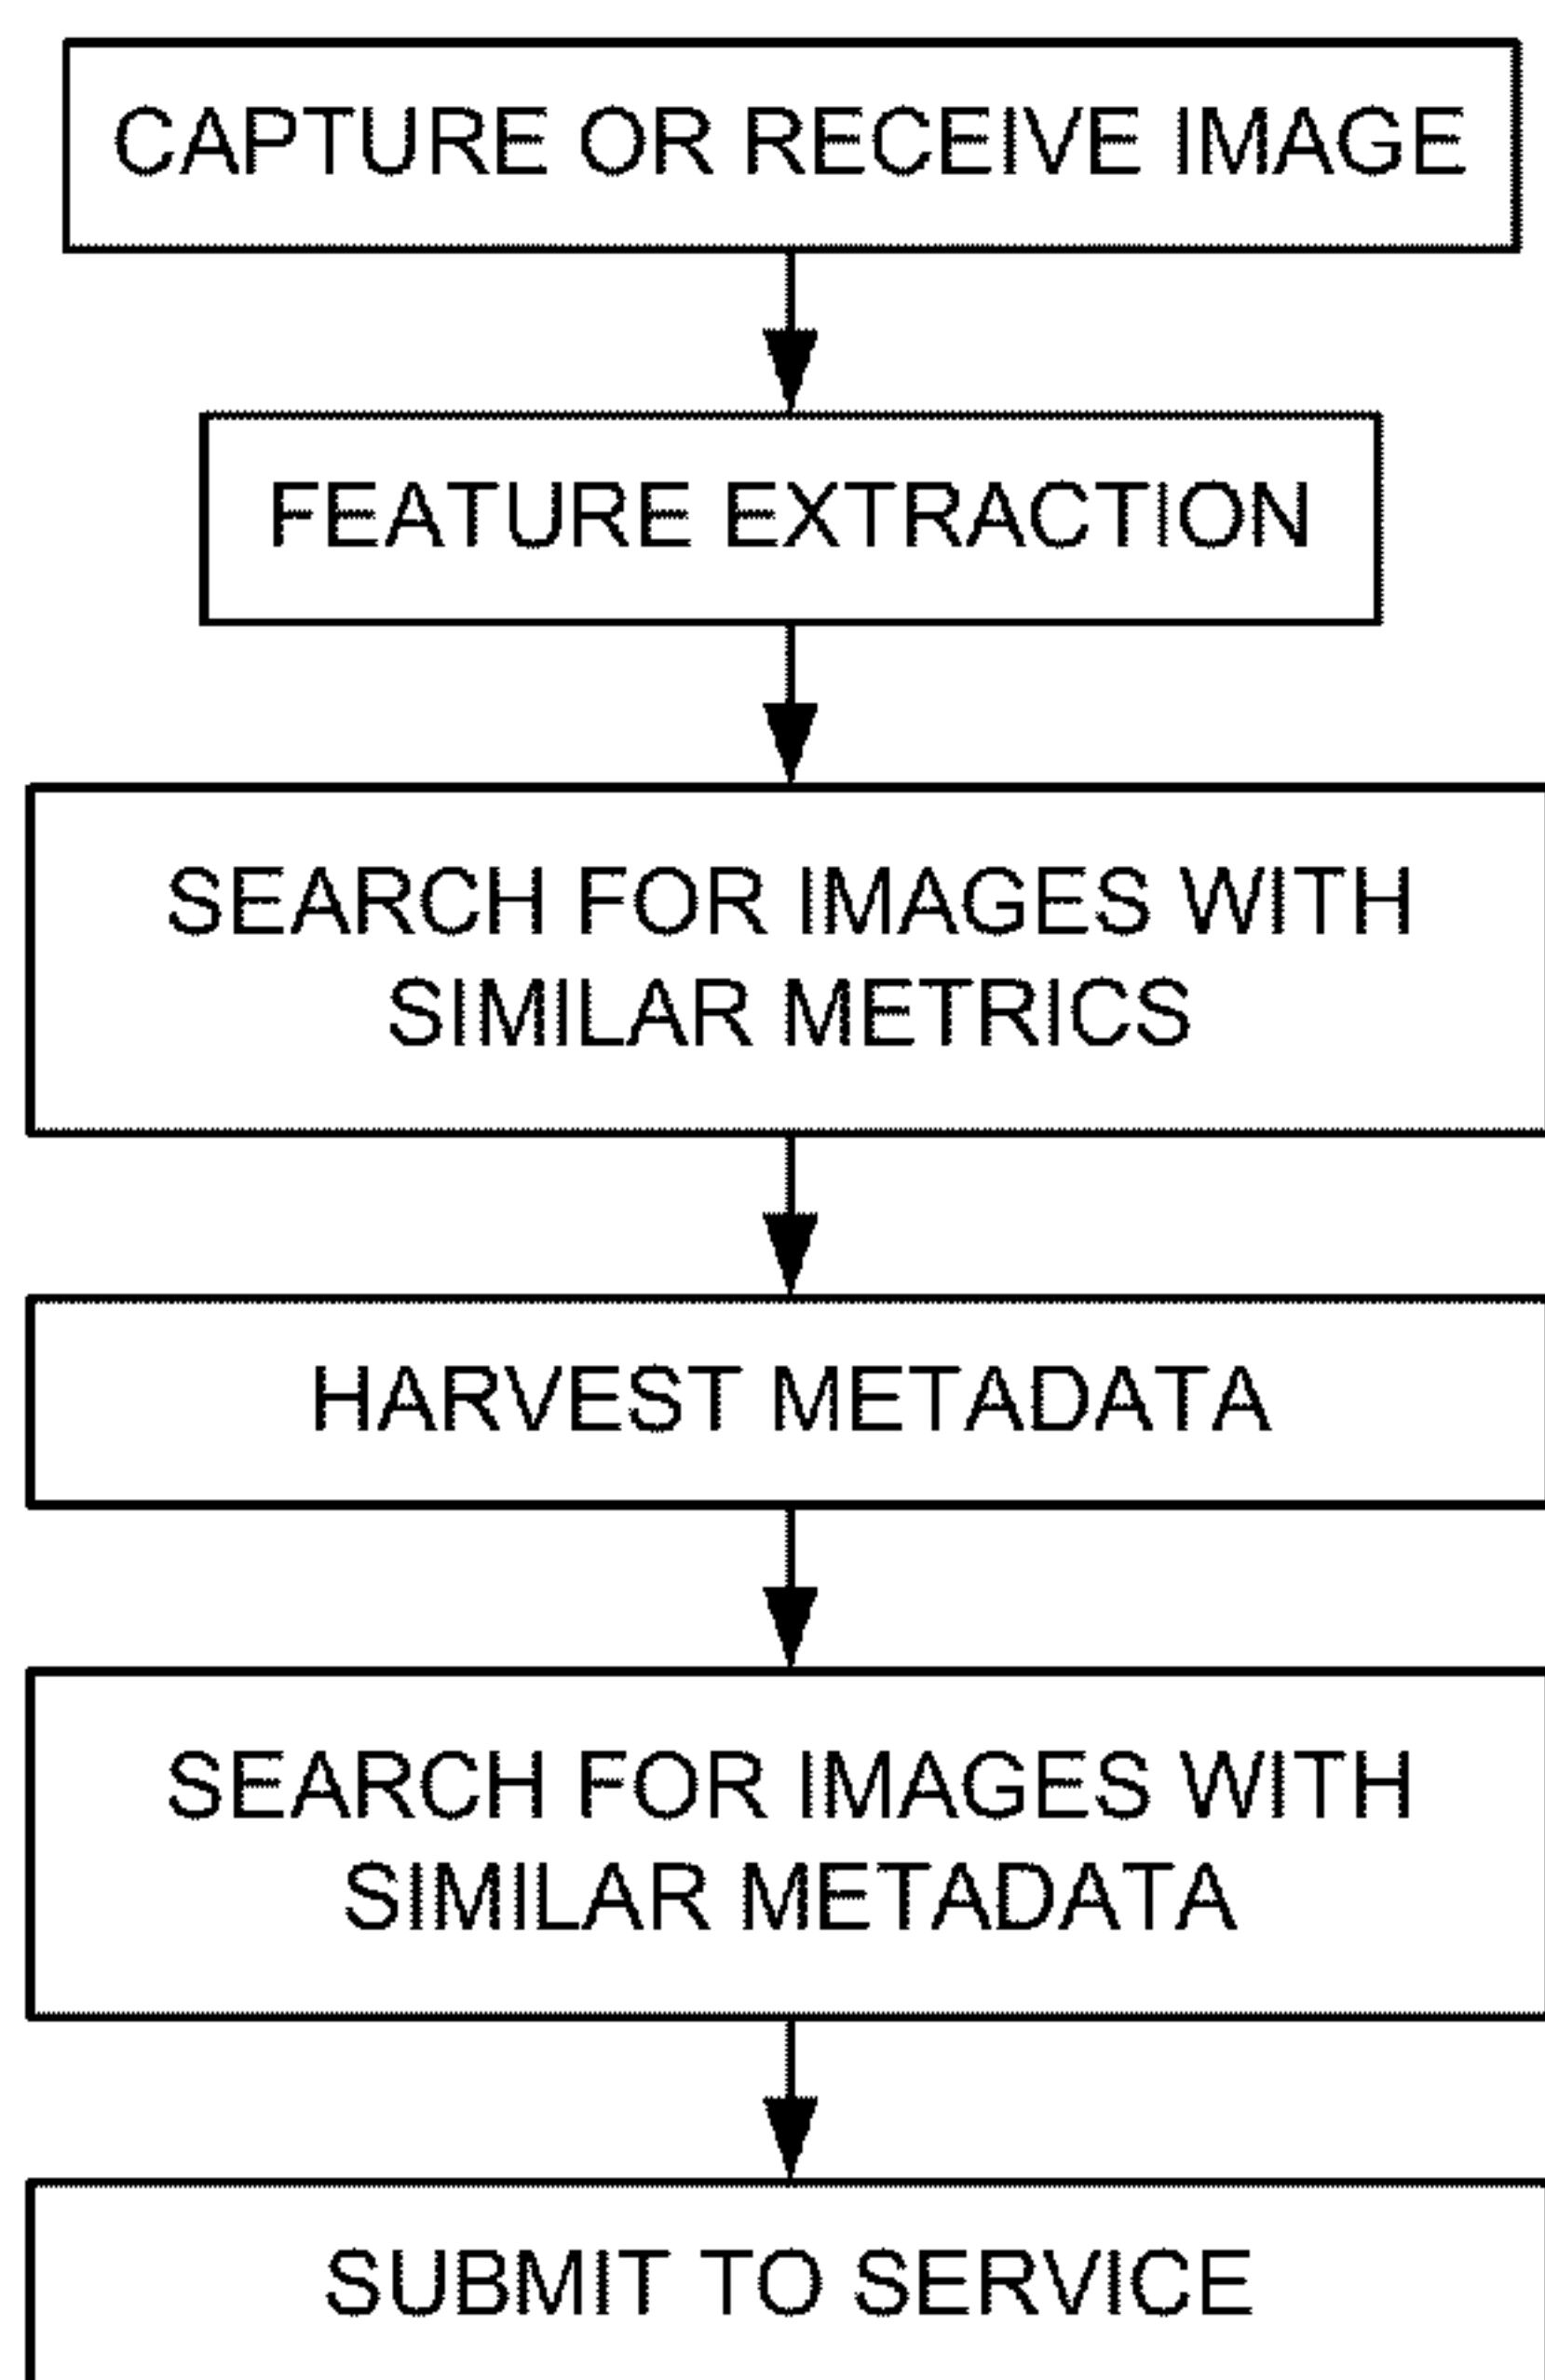 CAPTURE OR RECEIVE IMAGE
FEATURE EXTRACTION
SEARCH FOR IMAGES WITH
SIMILAR METRICS
HARVEST METADATA
SEARCH FOR IMAGES WITH
SIMILAR METADATA
SUBMIT TO SERVICE